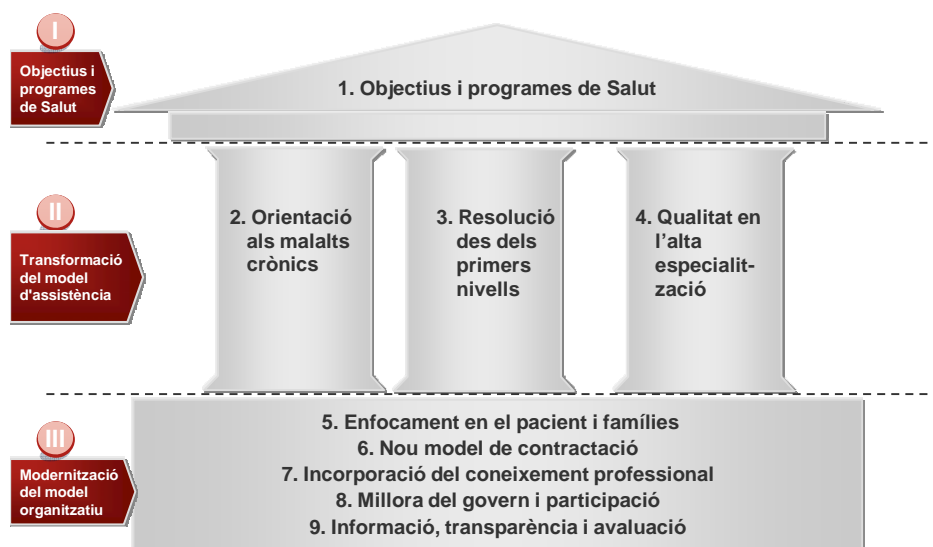 I
Objectius i
programes
de Salut
1. Objectius i programes de Salut
II
Transformació
del model
d'assistència
2. Orientació
als malalts
crònics
3. Resolució
des dels
primers
nivells
4. Qualitat en
l’alta
especialit-
zació
III
Modernització
del model
organitzatiu
5. Enfocament en el pacient i famílies
6. Nou model de contractació
7. Incorporació del coneixement professional
8. Millora del govern i participació
9. Informació, transparència i avaluació